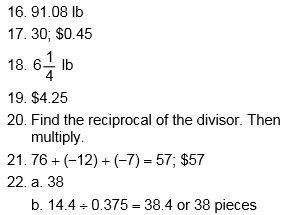 16. 91.08 lb
17. 30; $0.45
18. 6 1/4 lb
19. $4.25
20. Find the reciprocal of the divisor. Then
multiply.
21. 76 + (–12) + (–7) = 57; $57
22. a. 38
b. 14.4 ÷ 0.375 = 38.4 or 38 pieces